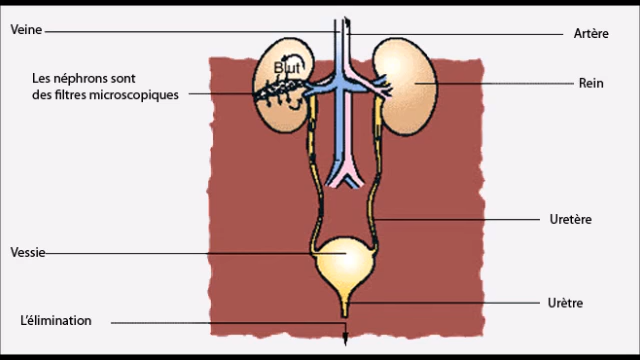 Veine
Artère
Blut
Les néphrons sont
des filtres microscopiques
Rein
Uretère
Vessie
Urètre
L'élimination